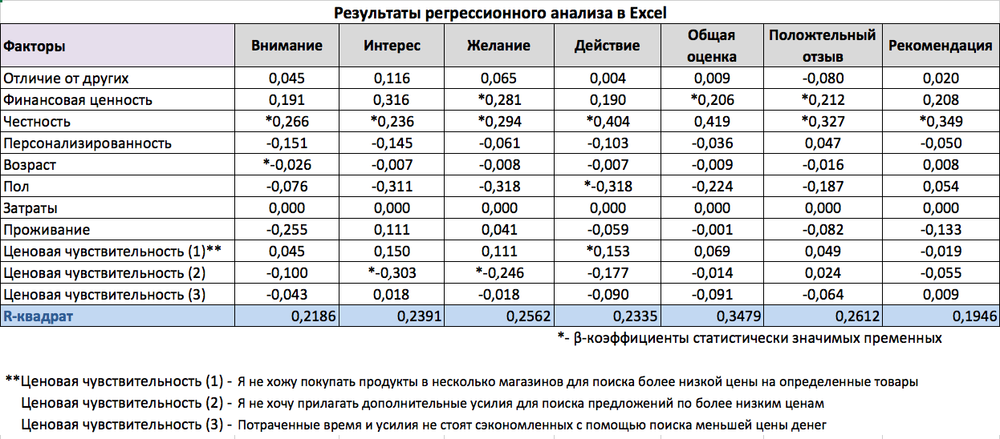 Результаты регрессионного анализа в Excel
Факторы Внимание Интерес Желание Действие Общая оценка Положтельный отзыв Рекомендация
Отличие от других 0,045 0,116 0,065 0,004 0,009 -0,080 0,020
Финансовая ценность 0,191 0,316 *0,281 0,190 *0,206 *0,212 0,208
Честность *0,266 *0,236 *0,294 *0,404 0,419 *0,327 *0,349
Персонализированность -0,151 -0,145 -0,061 -0,103 -0,036 0,047 -0,050
Возраст *-0,026 -0,007 -0,008 -0,007 -0,009 -0,016 0,008
Пол -0,076 -0,311 -0,318 *-0,318 -0,224 -0,187 0,054
Затраты 0,000 0,000 0,000 0,000 0,000 0,000 0,000
Проживание -0,255 0,111 0,041 -0,059 -0,001 -0,082 -0,133
Ценовая чувствительность (1)** 0,045 0,150 0,111 *0,153 0,069 0,049 -0,019
Ценовая чувствительность (2) -0,100 *-0,303 *-0,246 -0,177 -0,014 0,024 -0,055
Ценовая чувствительность (3) -0,043 0,018 -0,018 -0,090 -0,091 -0,064 0,009
R-квадрат 0,2186 0,2391 0,2562 0,2335 0,3479 0,2612 0,1946
*- β-коэффициенты статистически значимых пременных
**Ценовая чувствительность (1) - Я не хожу покупать продукты в несколько магазинов для поиска более низкой цены на определенные товары
Ценовая чувствительность (2) - Я не хочу прилагать дополнительные усилия для поиска предложений по более низким ценам
Ценовая чувствительность (3) - Потраченные время и усилия не стоят сэкономленных с помощью поиска меньшей цены денег